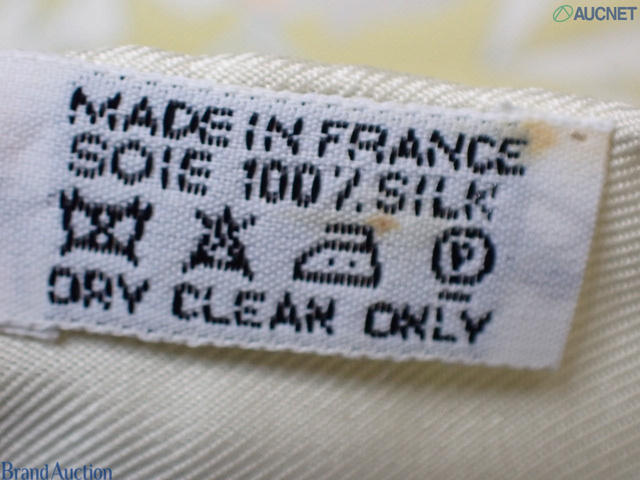 AUCNET
MADE IN FRANCE
SOIE 100% SILK
P
DRY CLEAN ONLY
Brand Auction